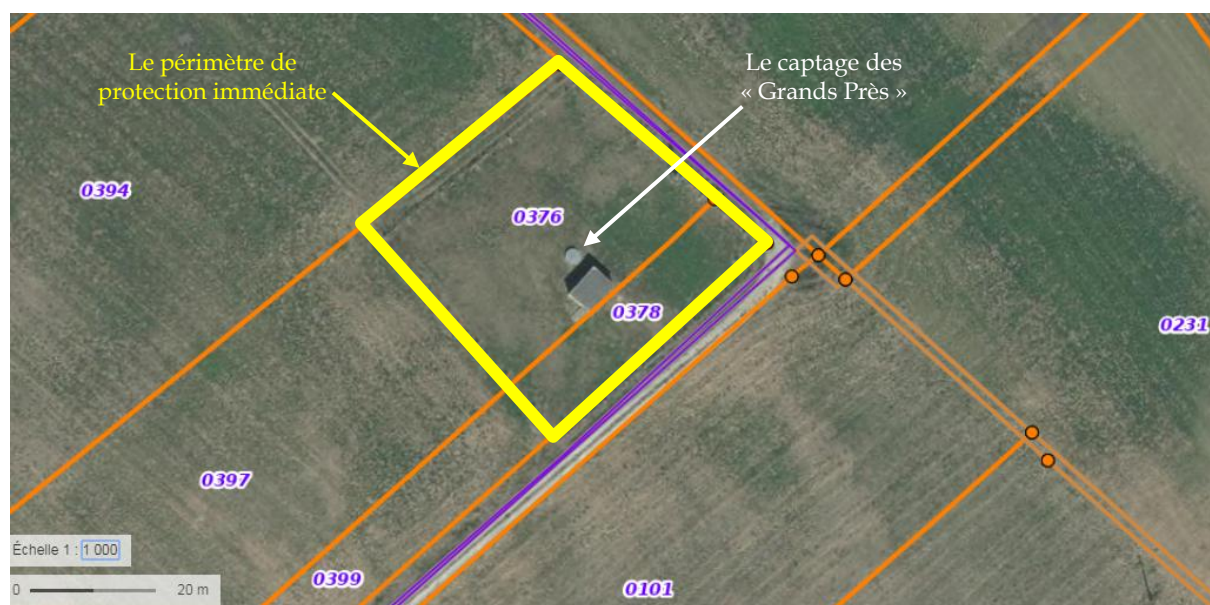 Le périmètre de
protection immédiate
Le captage des
« Grands Près »
0394
0376
0378
0231
0397
0399
0101
Échelle 1 : 1 000
0 20 m